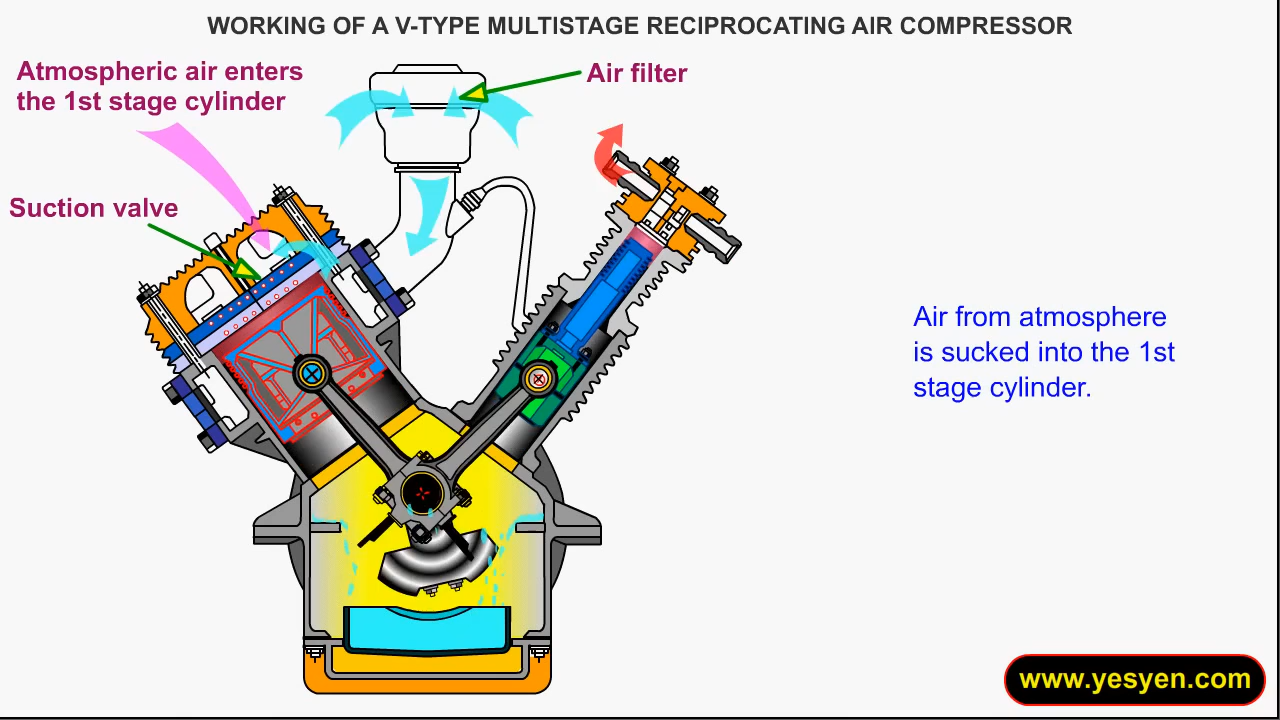 WORKING OF A V-TYPE MULTISTAGE RECIPROCATING AIR COMPRESSOR
Atmospheric air enters
the 1st stage cylinder
Air filter
Suction valve
Air from atmosphere
is sucked into the 1st
stage cylinder.
www.yesyen.com